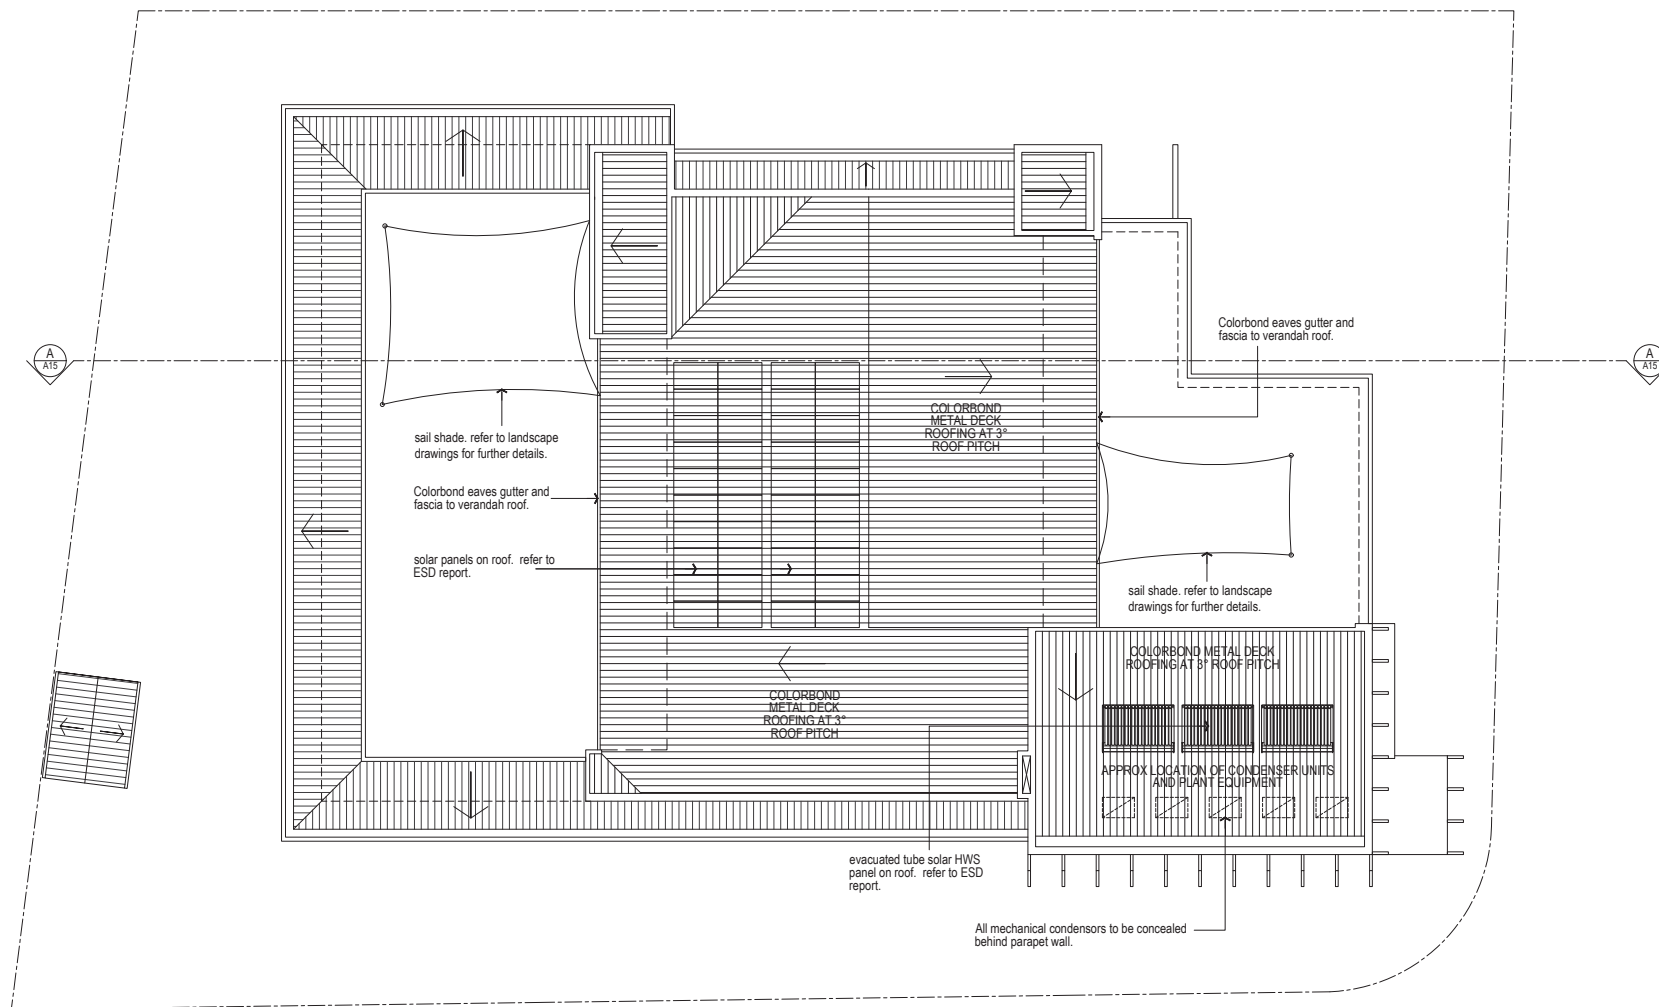 A
A15
A
A15
Colorbond eaves gutter and
fascia to verandah roof.
COLORBOND
METAL DECK
ROOFING AT 3°
ROOF PITCH
sail shade. refer to landscape
drawings for further details.
Colorbond eaves gutter and
fascia to verandah roof.
solar panels on roof.  refer to
ESD report.
sail shade. refer to landscape
drawings for further details.
COLORBOND METAL DECK
ROOFING AT 3° ROOF PITCH
COLORBOND
METAL DECK
ROOFING AT 3°
ROOF PITCH
APPROX LOCATION OF CONDENSER UNITS
AND PLANT EQUIPMENT
evacuated tube solar HWS
panel on roof.  refer to ESD
report.
All mechanical condensors to be concealed
behind parapet wall.